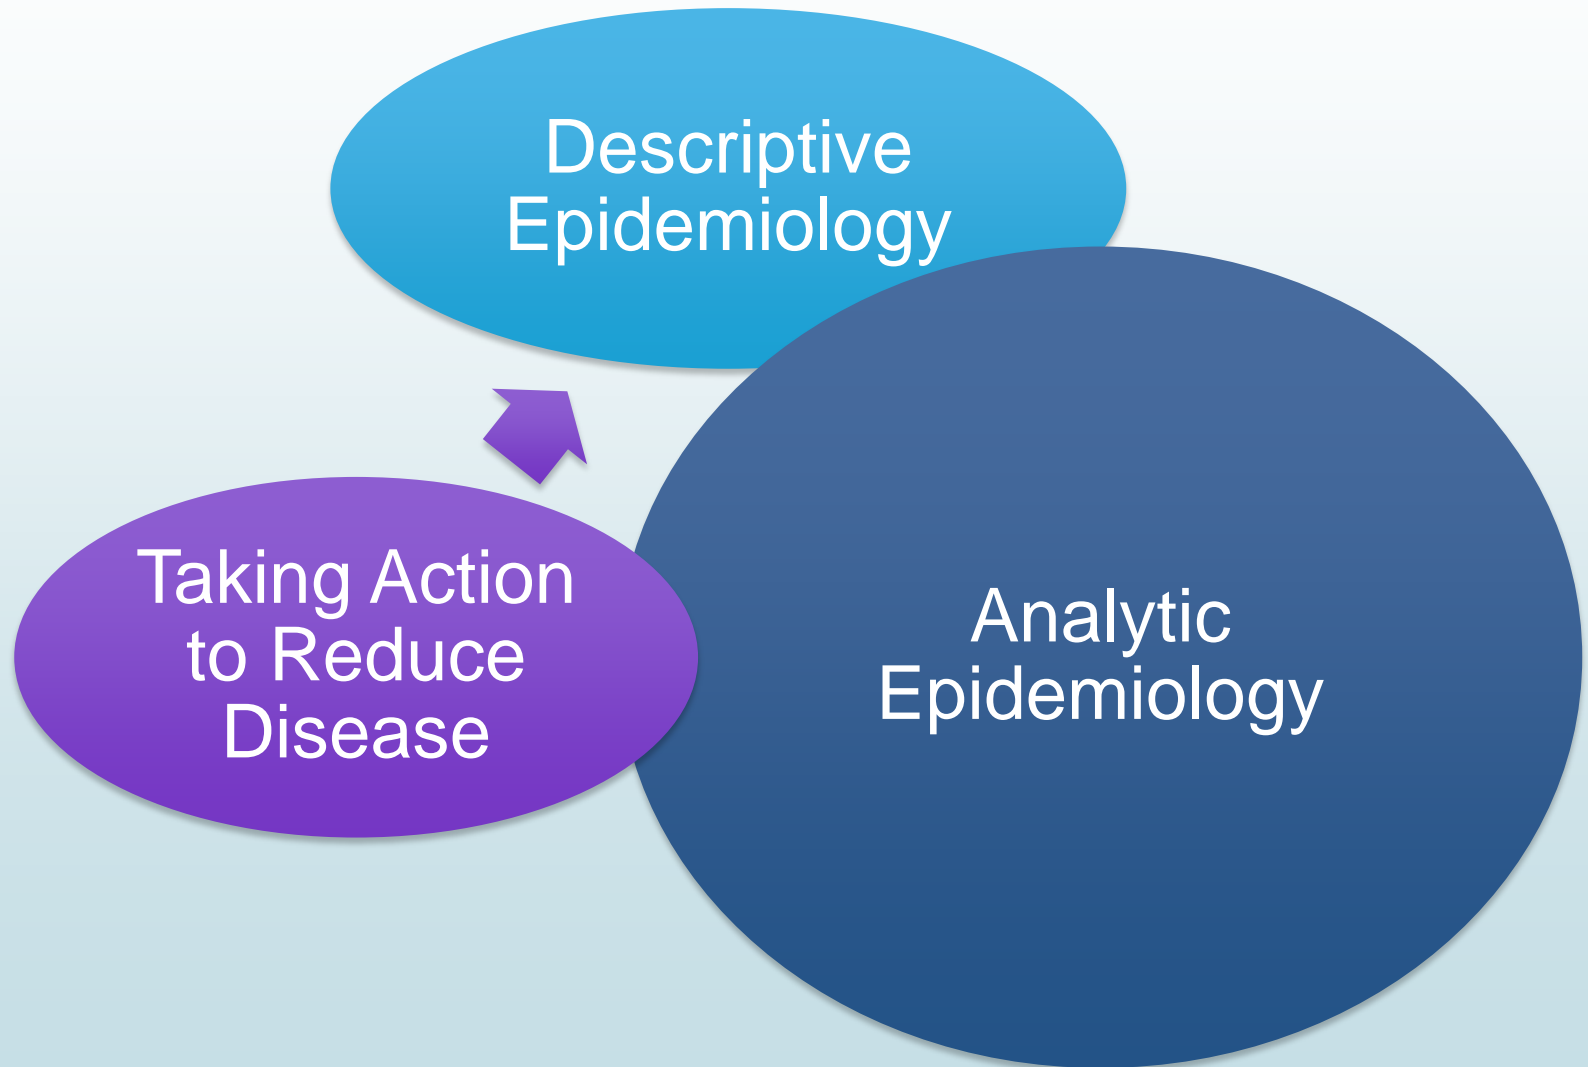 Descriptive
Epidemiology
Taking Action
to Reduce
Disease
Analytic
Epidemiology